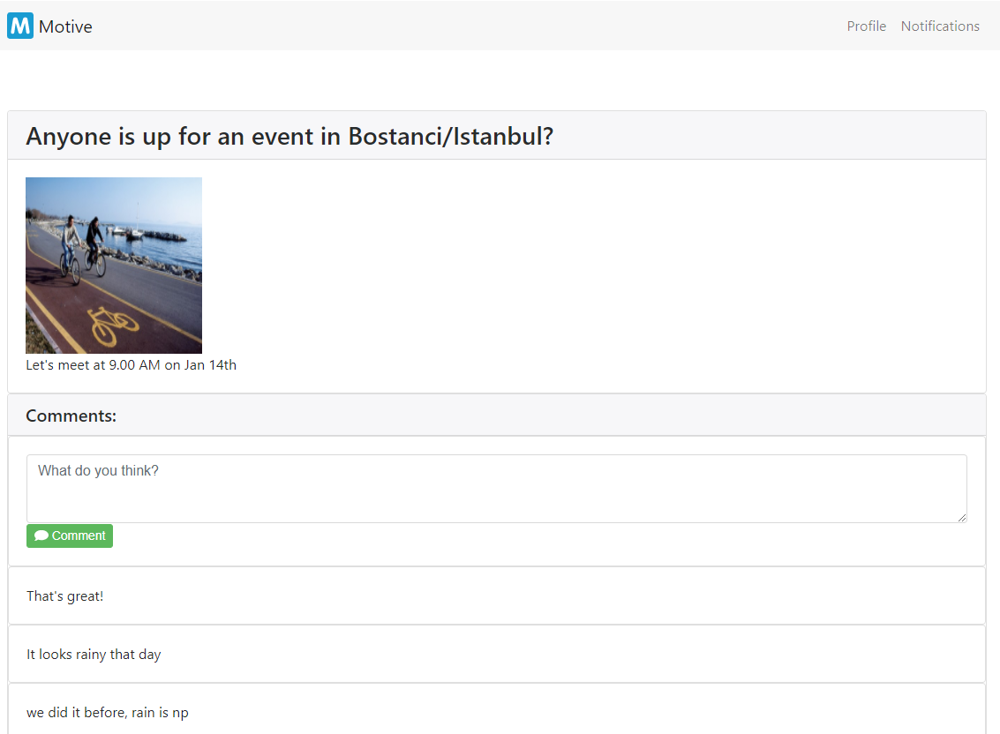 M Motive
Profile Notifications
Anyone is up for an event in Bostanci/Istanbul?
Let's meet at 9.00 AM on Jan 14th
Comments:
What do you think?
Comment
That's great!
It looks rainy that day
we did it before, rain is np